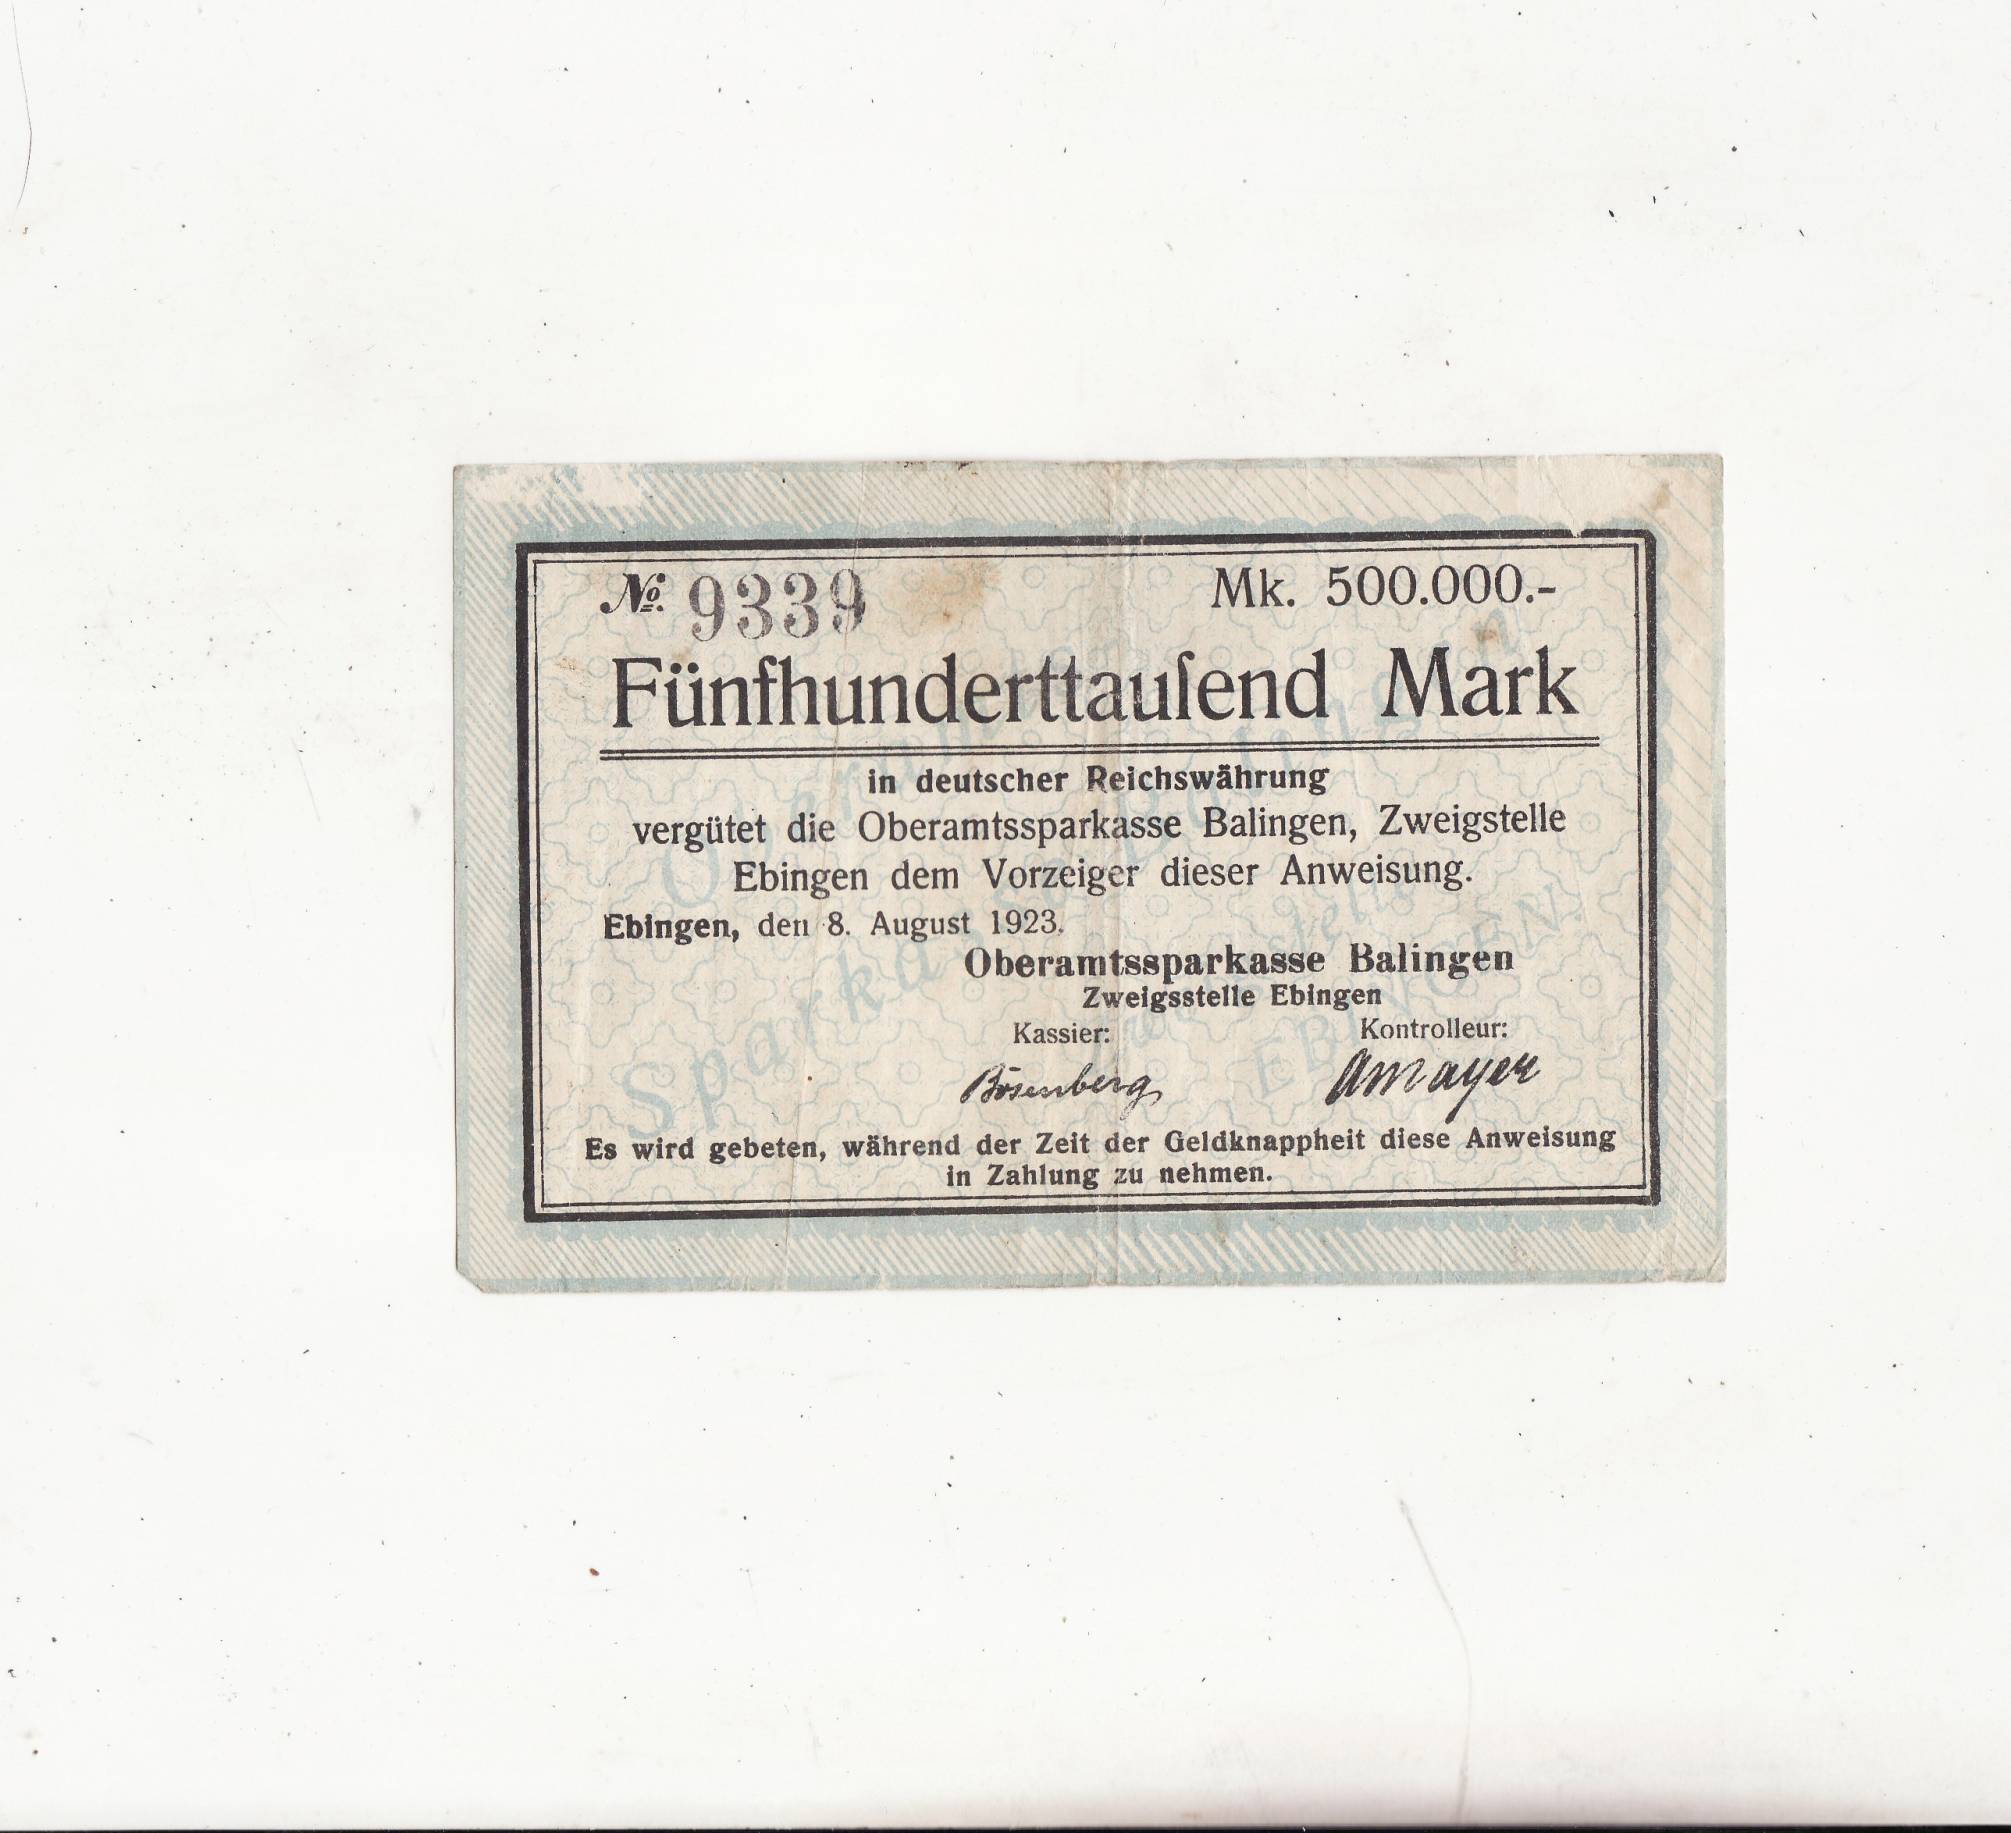 № 9339 Mk. 500.000.-
Fünfhunderttauſend Mark
in deutscher Reichswährung
vergütet die Oberamtssparkasse Balingen, Zweigstelle
Ebingen dem Vorzeiger dieser Anweisung.
Ebingen, den 8. August 1923.
Oberamtssparkasse Balingen
Zweigsstelle Ebingen
Kassier: Kontrolleur:
Bösenberg AMayer
Es wird gebeten, während der Zeit der Geldknappheit diese Anweisung
in Zahlung zu nehmen.